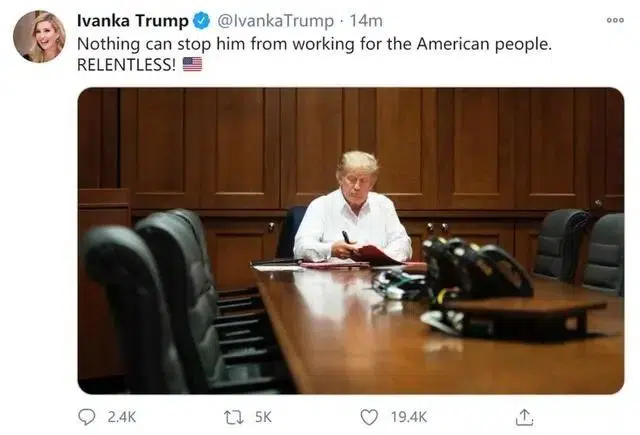 Ivanka Trump @IvankaTrump · 14m
Nothing can stop him from working for the American people.
RELENTLESS! 🇺🇸
2.4K 5K 19.4K